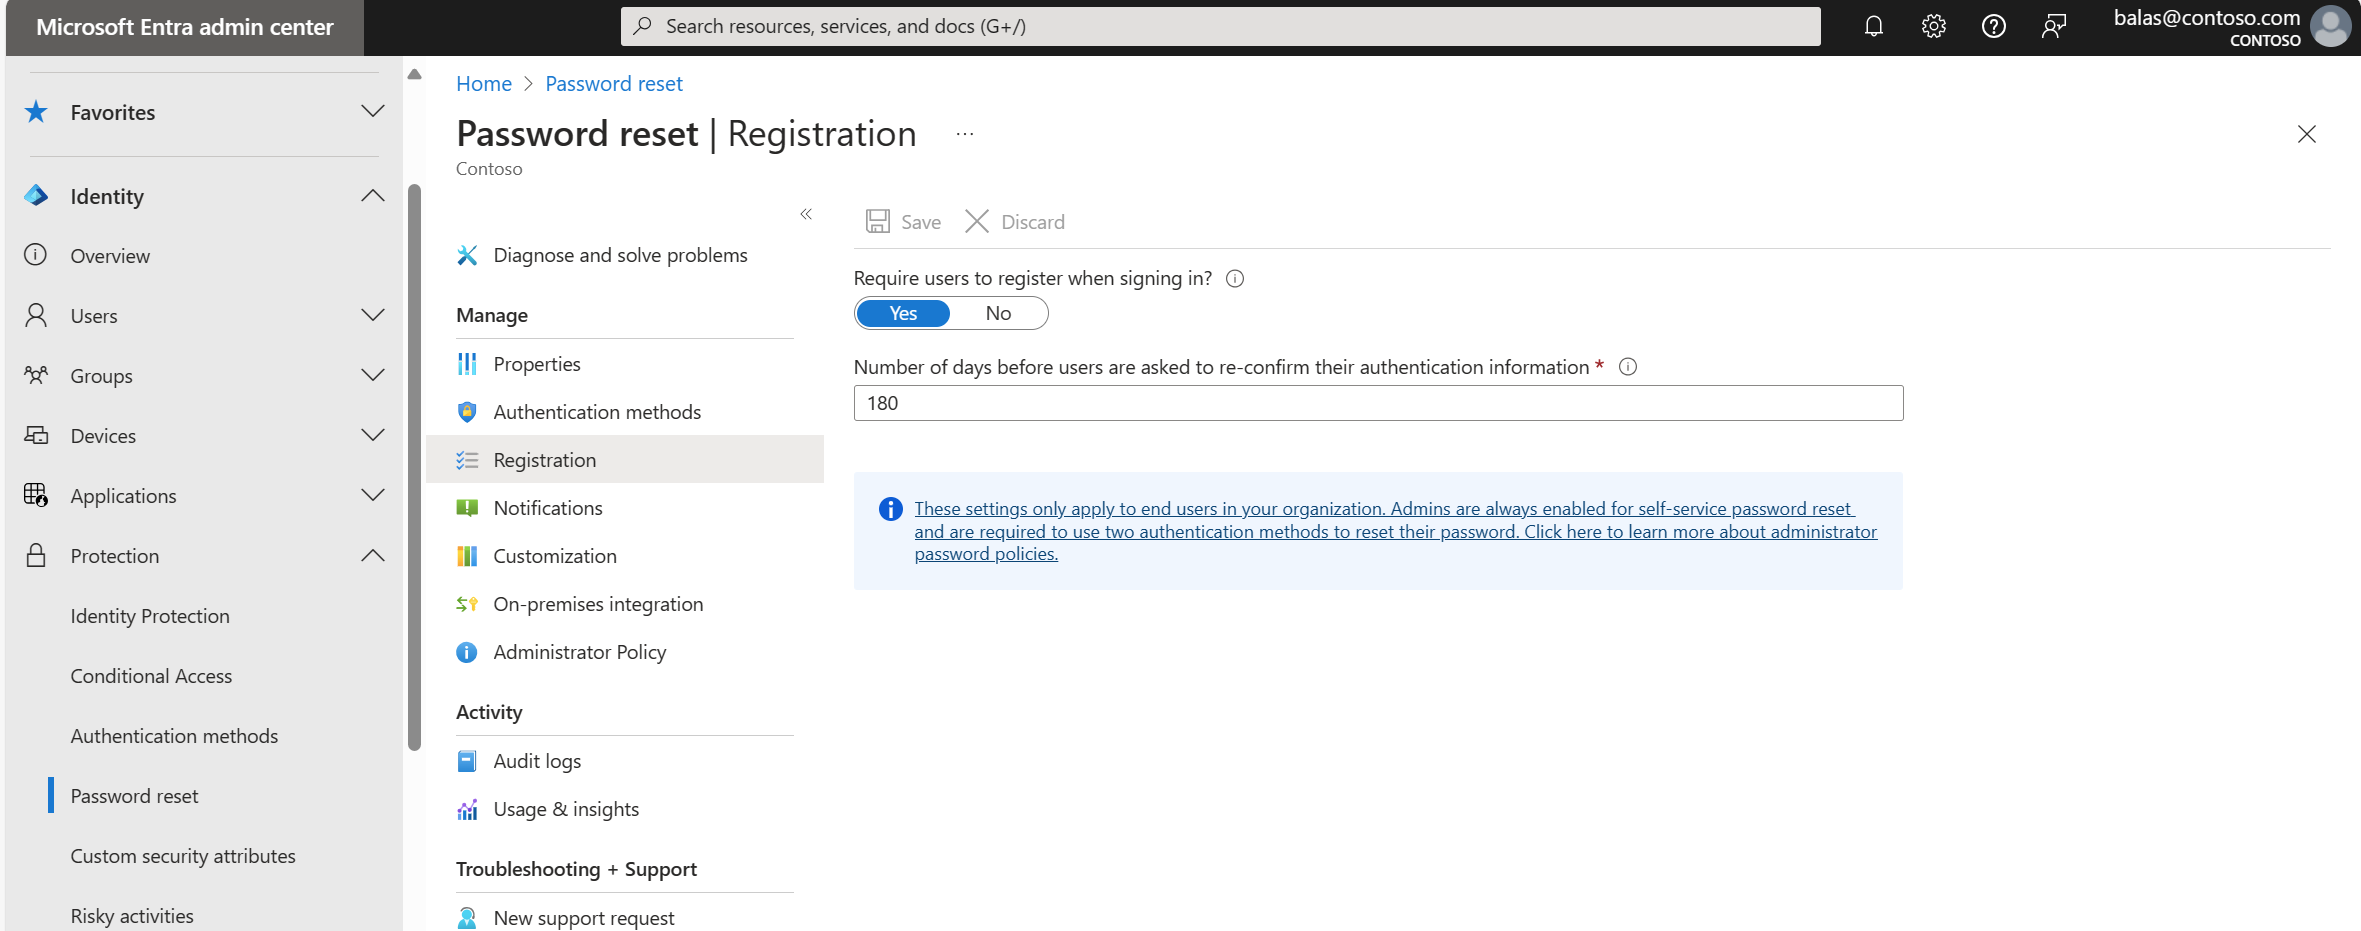 Microsoft Entra admin center
Search resources, services, and docs (G+/)
balas@contoso.com
CONTOSO
Favorites
Identity
Overview
Users
Groups
Devices
Applications
Protection
Identity Protection
Conditional Access
Authentication methods
Password reset
Custom security attributes
Risky activities
Home > Password reset
Password reset | Registration ...
Contoso
Diagnose and solve problems
Manage
Properties
Authentication methods
Registration
Notifications
Customization
On-premises integration
Administrator Policy
Activity
Audit logs
Usage & insights
Troubleshooting + Support
New support request
Save Discard
Require users to register when signing in?
Yes No
Number of days before users are asked to re-confirm their authentication information *
180
These settings only apply to end users in your organization. Admins are always enabled for self-service password reset
and are required to use two authentication methods to reset their password. Click here to learn more about administrator
password policies.